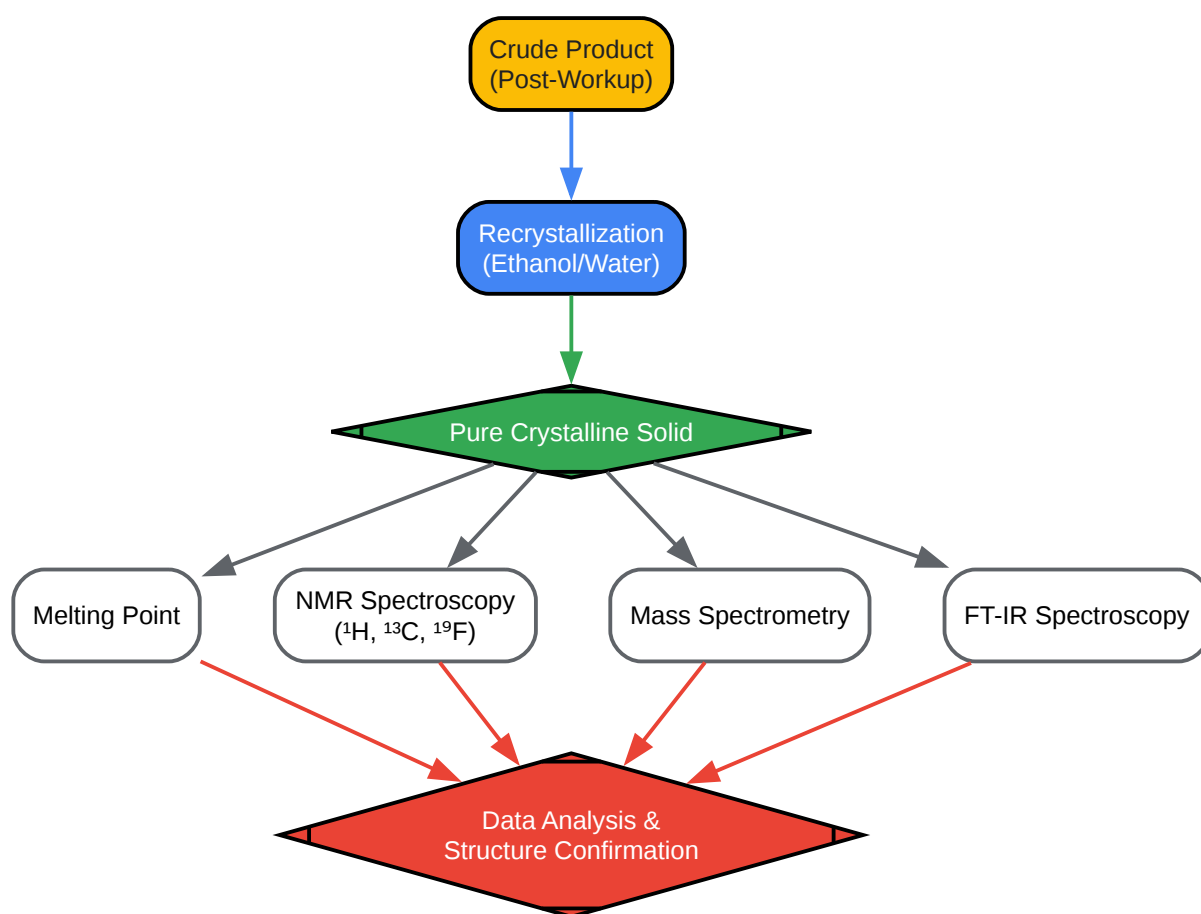 Crude Product
(Post-Workup)
Recrystallization
(Ethanol/Water)
Pure Crystalline Solid
Melting Point
NMR Spectroscopy
(¹H, ¹³C, ¹⁹F)
Mass Spectrometry
FT-IR Spectroscopy
Data Analysis &
Structure Confirmation